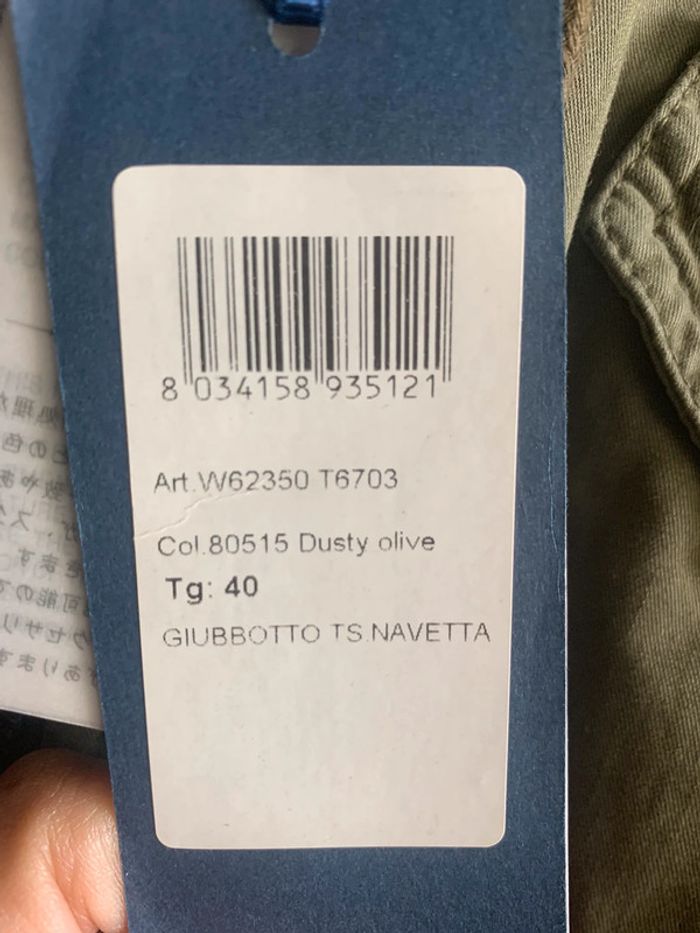 8 034158 935121
Art.W62350 T6703
Col.80515 Dusty olive
Tg: 40
GIUBBOTTO TS.NAVETTA